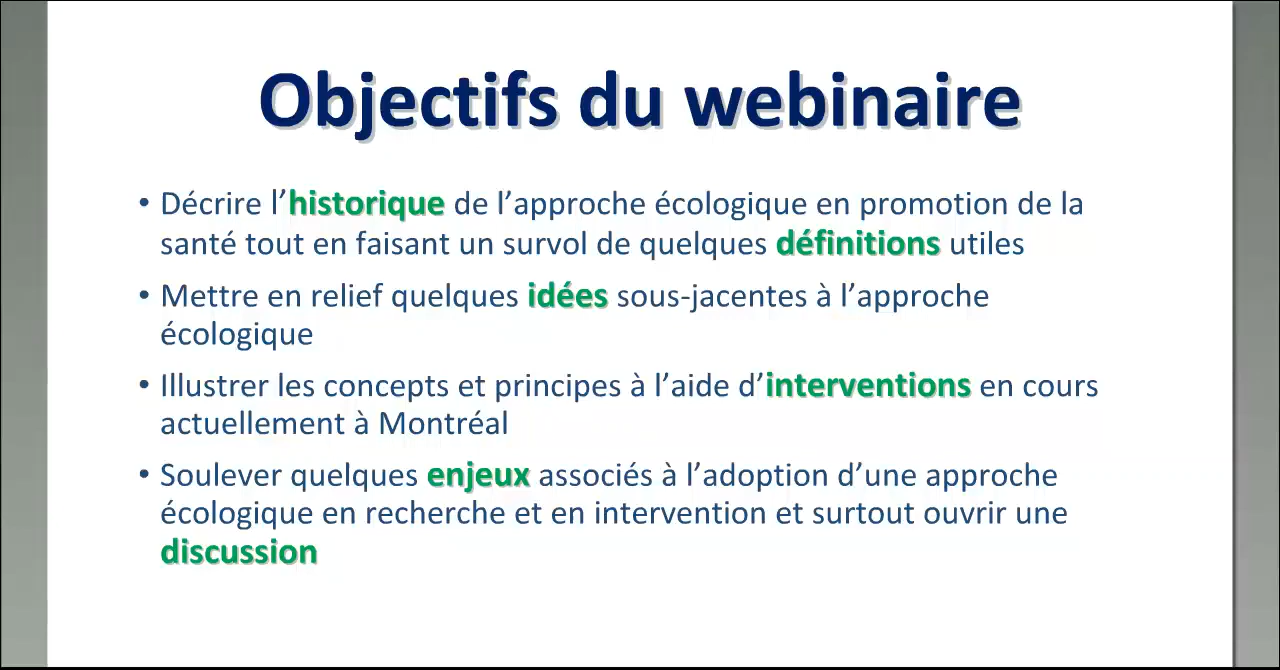 Objectifs du webinaire
• Décrire l’historique de l’approche écologique en promotion de la
santé tout en faisant un survol de quelques définitions utiles
• Mettre en relief quelques idées sous-jacentes à l’approche
écologique
• Illustrer les concepts et principes à l’aide d’interventions en cours
actuellement à Montréal
• Soulever quelques enjeux associés à l’adoption d’une approche
écologique en recherche et en intervention et surtout ouvrir une
discussion